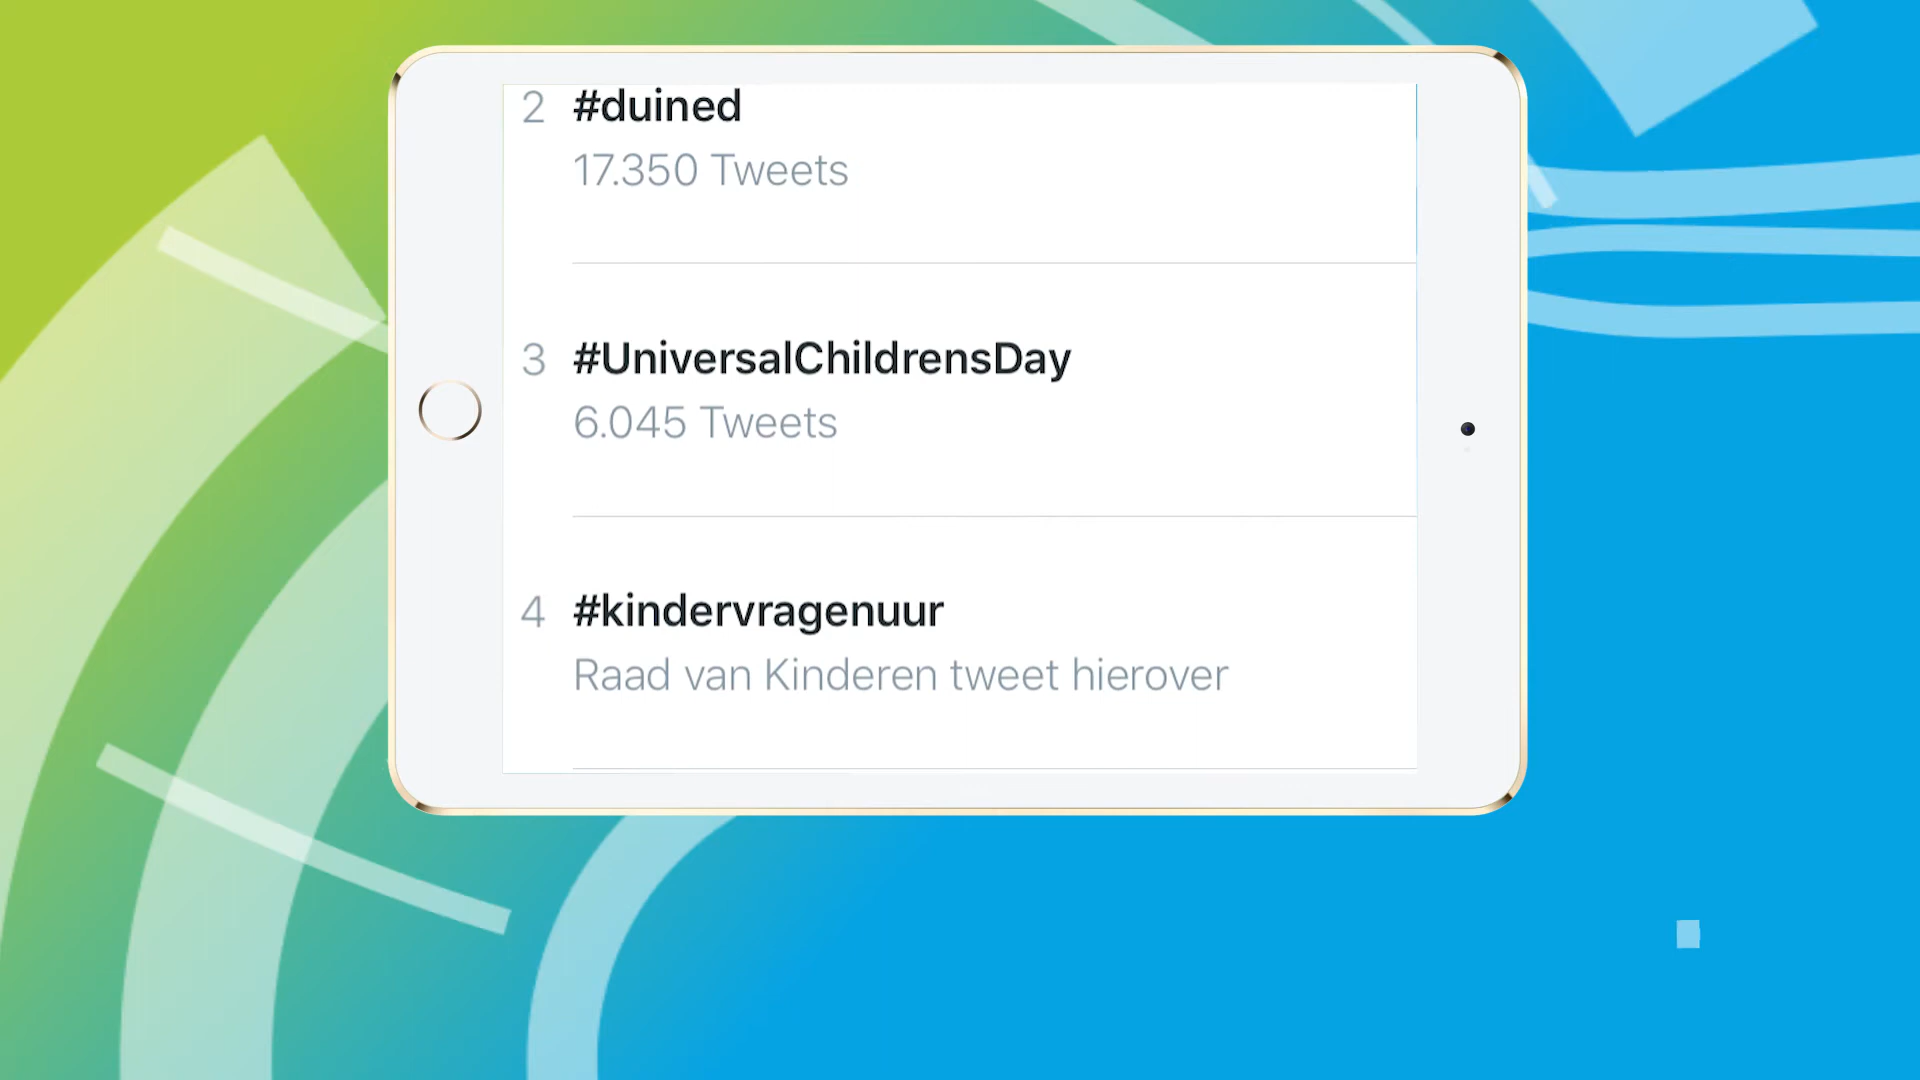 2 #duined
17.350 Tweets
3 #UniversalChildrensDay
6.045 Tweets
4 #kindervragenuur
Raad van Kinderen tweet hierover